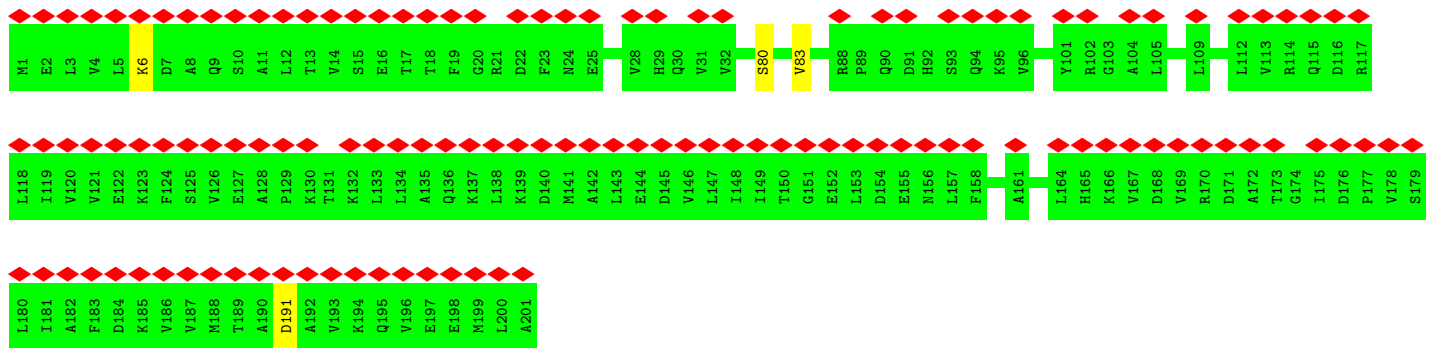 M1 E2 L3 V4 L5 K6 D7 A8 Q9 S10 A11 L12 T13 V14 S15 E16 T17 T18 F19 G20 R21 D22 F23 N24 E25 V28 H29 Q30 V31 V32 S80 V83 R88 P89 Q90 D91 H92 S93 Q94 K95 V96 Y101 R102 G103 A104 L105 L109 L112 V113 R114 Q115 D116 R117
L118 I119 V120 V121 E122 K123 F124 S125 V126 E127 A128 P129 K130 T131 K132 L133 L134 A135 Q136 K137 L138 K139 D140 M141 A142 L143 E144 D145 V146 L147 I148 I149 T150 G151 E152 L153 D154 E155 N156 L157 F158 A161 L164 H165 K166 V167 D168 V169 R170 D171 A172 T173 G174 I175 D176 P177 V178 S179
L180 I181 A182 F183 D184 K185 V186 V187 M188 T189 A190 D191 A192 V193 K194 Q195 V196 E197 E198 M199 L200 A201